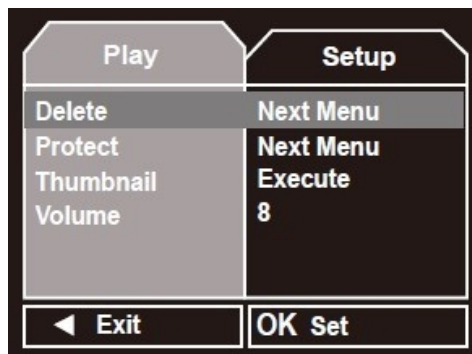 Play Setup
Delete Next Menu
Protect Next Menu
Thumbnail Execute
Volume 8
◀ Exit OK Set